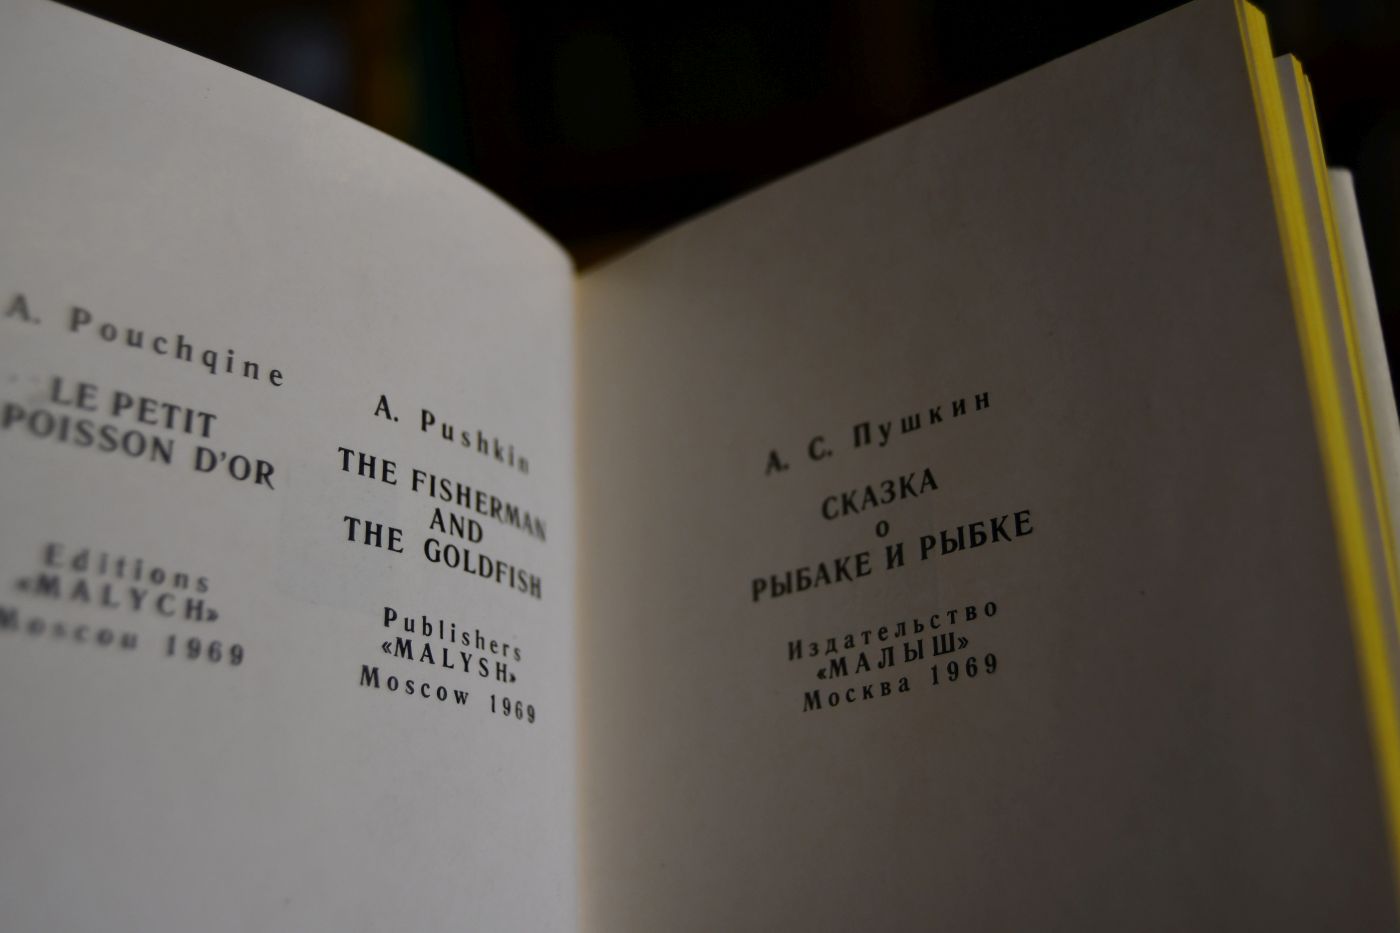 A. Pouchqine
LE PETIT
POISSON D'OR
Editions
«MALYCH»
Moscou 1969
A. Pushkin
THE FISHERMAN
AND
THE GOLDFISH
Publishers
«MALYSH»
Moscow 1969
А. С. Пушкин
СКАЗКА
о
РЫБАКЕ И РЫБКЕ
Издательство
«МАЛЫШ»
Москва 1969